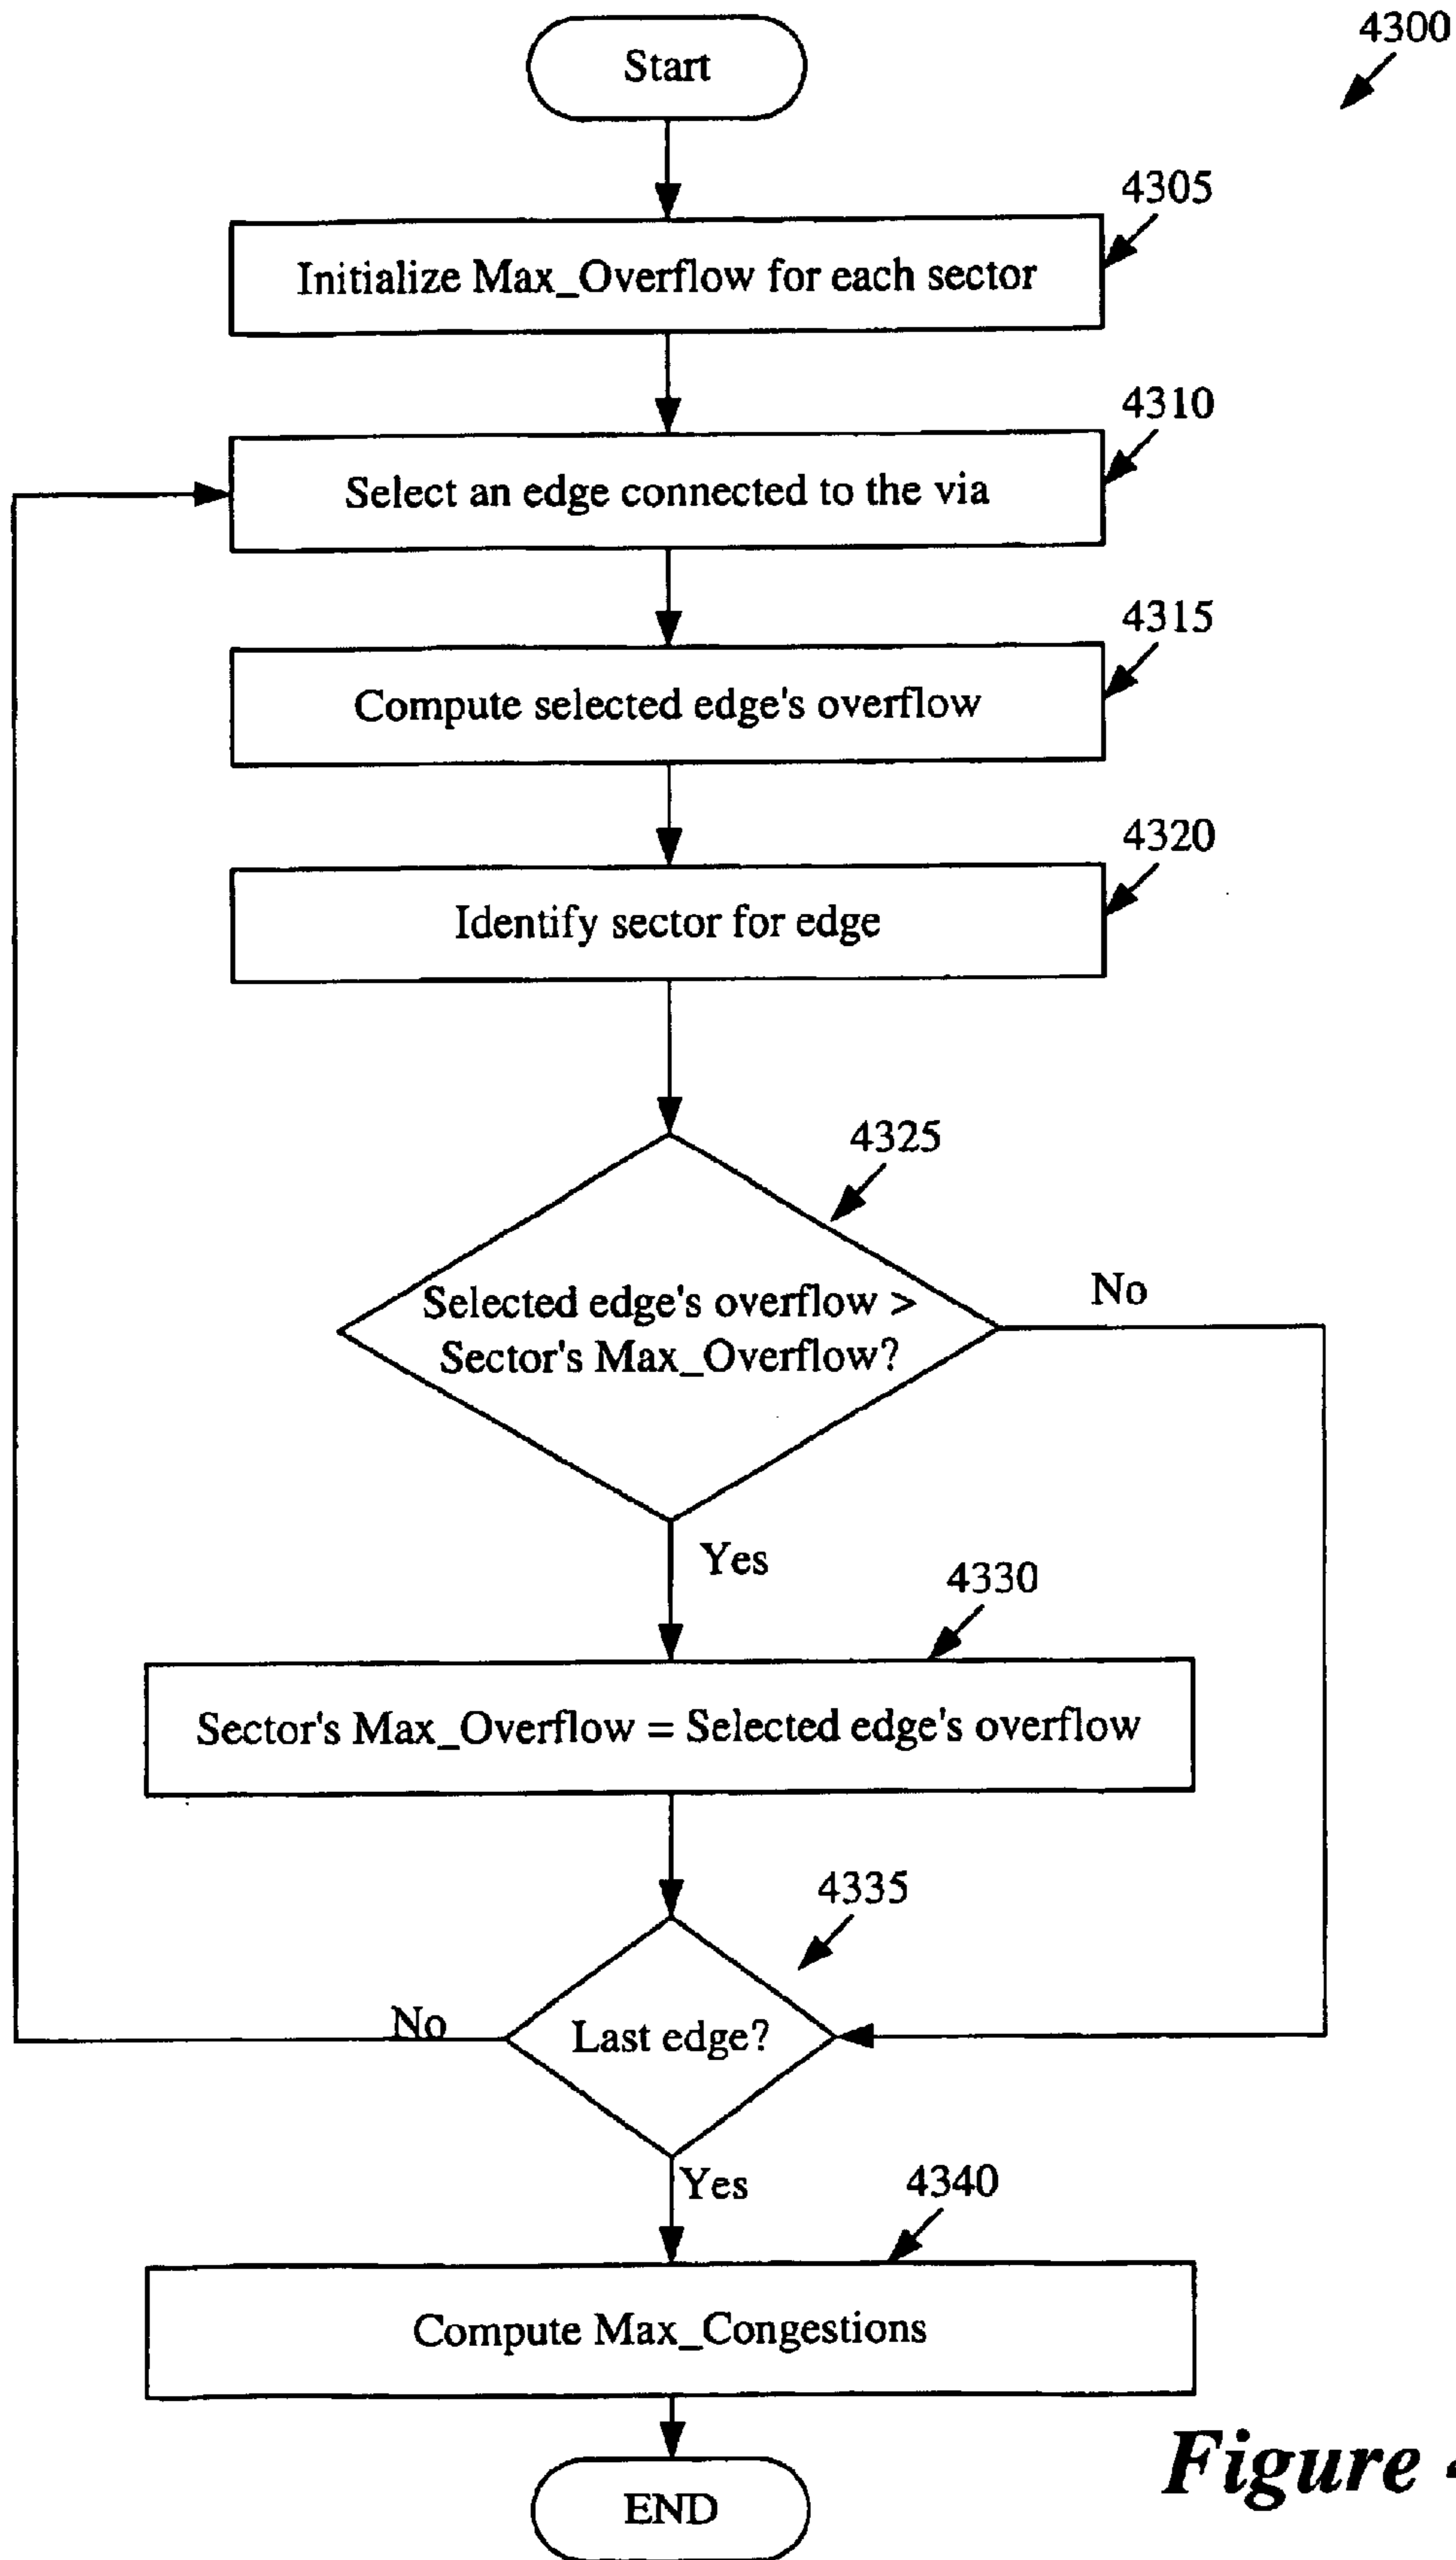 4300
Start
4305
Initialize Max_Overflow for each sector
4310
Select an edge connected to the via
4315
Compute selected edge's overflow
4320
Identify sector for edge
4325
Selected edge's overflow >
Sector's Max_Overflow?
No
Yes
4330
Sector's Max_Overflow = Selected edge's overflow
4335
No
Last edge?
Yes
4340
Compute Max_Congestions
Figure
END